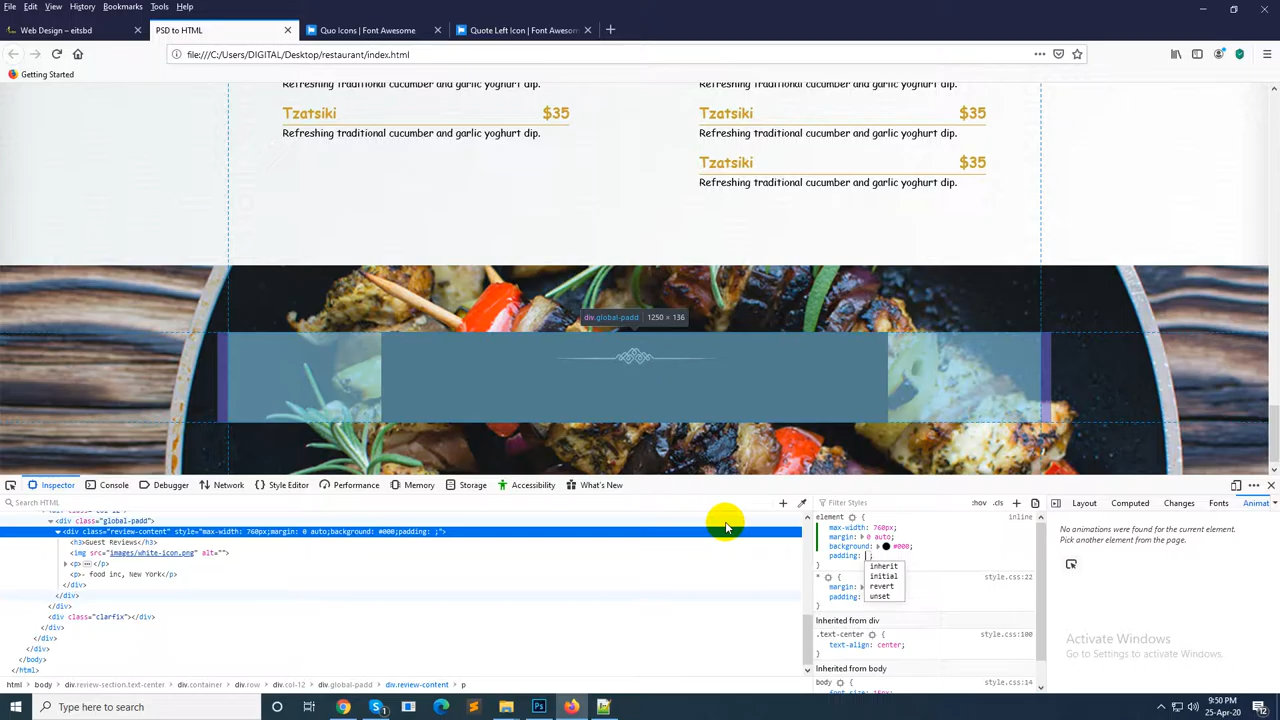 File Edit View History Bookmarks Tools Help
Web Design – eitsbd
PSD to HTML
Quo Icons | Font Awesome
Quote Left Icon | Font Awesom
file:///C:/Users/DIGITAL/Desktop/restaurant/index.html
Getting Started
Refreshing traditional cucumber and garlic yoghurt dip.
Refreshing traditional cucumber and garlic yoghurt dip.
Tzatsiki $35
Tzatsiki $35
Refreshing traditional cucumber and garlic yoghurt dip.
Refreshing traditional cucumber and garlic yoghurt dip.
Tzatsiki $35
Refreshing traditional cucumber and garlic yoghurt dip.
div.global-padd 1250 × 136
Inspector Console Debugger Network Style Editor Performance Memory Storage Accessibility What's New
Search HTML
<div class="global-padd">
<div class="review-content" style="max-width: 760px;margin: 0 auto;background: #000;padding: ;">
<h3>Guest Reviews</h3>
<img src="images/white-icon.png" alt="">
<p> </p>
<p>- food inc, New York</p>
</div>
</div>
</div>
<div class="clarfix"></div>
</div>
</div>
</div>
</body>
</html>
html body div.review-section.text-center div.container div.row div.col-12 div.global-padd div.review-content p
Filter Styles
:hov .cls
element { inline
max-width: 760px;
margin: 0 auto;
background: #000;
padding: ;
}
inherit
initial
revert
unset
* { style.css:22
margin:
padding:
}
Inherited from div
.text-center { style.css:100
text-align: center;
}
Inherited from body
body { style.css:14
Layout Computed Changes Fonts Animat
No animations were found for the current element.
Pick another element from the page.
Activate Windows
Go to Settings to activate Windows.
Type here to search
9:50 PM
25-Apr-20